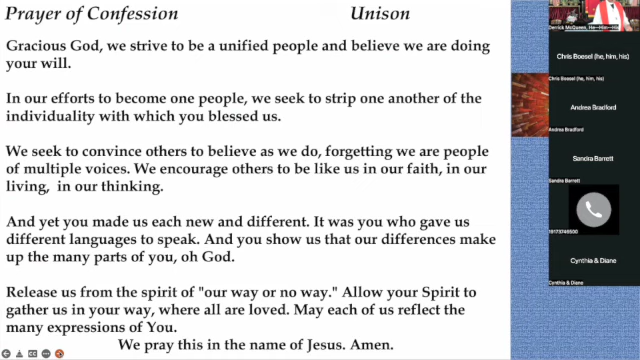 Prayer of Confession Unison
Gracious God, we strive to be a unified people and believe we are doing
your will.
In our efforts to become one people, we seek to strip one another of the
individuality with which you blessed us.
We seek to convince others to believe as we do, forgetting we are people
of multiple voices. We encourage others to be like us in our faith, in our
living, in our thinking.
And yet you made us each new and different. It was you who gave us
different languages to speak. And you show us that our differences make
up the many parts of you, oh God.
Release us from the spirit of "our way or no way." Allow your Spirit to
gather us in your way, where all are loved. May each of us reflect the
many expressions of You.
We pray this in the name of Jesus. Amen.
Derrick McQueen, He--Him--His
Chris Boesel (he, him, his)
Chris Boesel (he, him, his)
Andrea Bradford
Andrea Bradford
Sandra Barrett
Sandra Barrett
19173746500
Cynthia & Diane
Cynthia & Diane